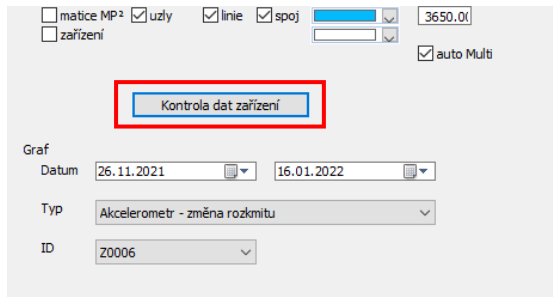 matice MP² uzly linie spoj 3650.0(
zařízení
auto Multi
Kontrola dat zařízení
Graf
Datum 26.11.2021 16.01.2022
Typ Akcelerometr - změna rozkmitu
ID Z0006